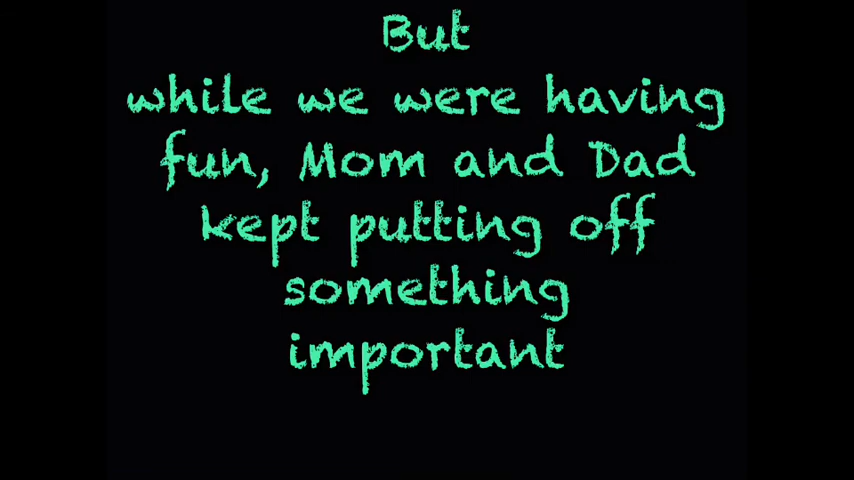 But
while we were having
fun, Mom and Dad
kept putting off
something
important